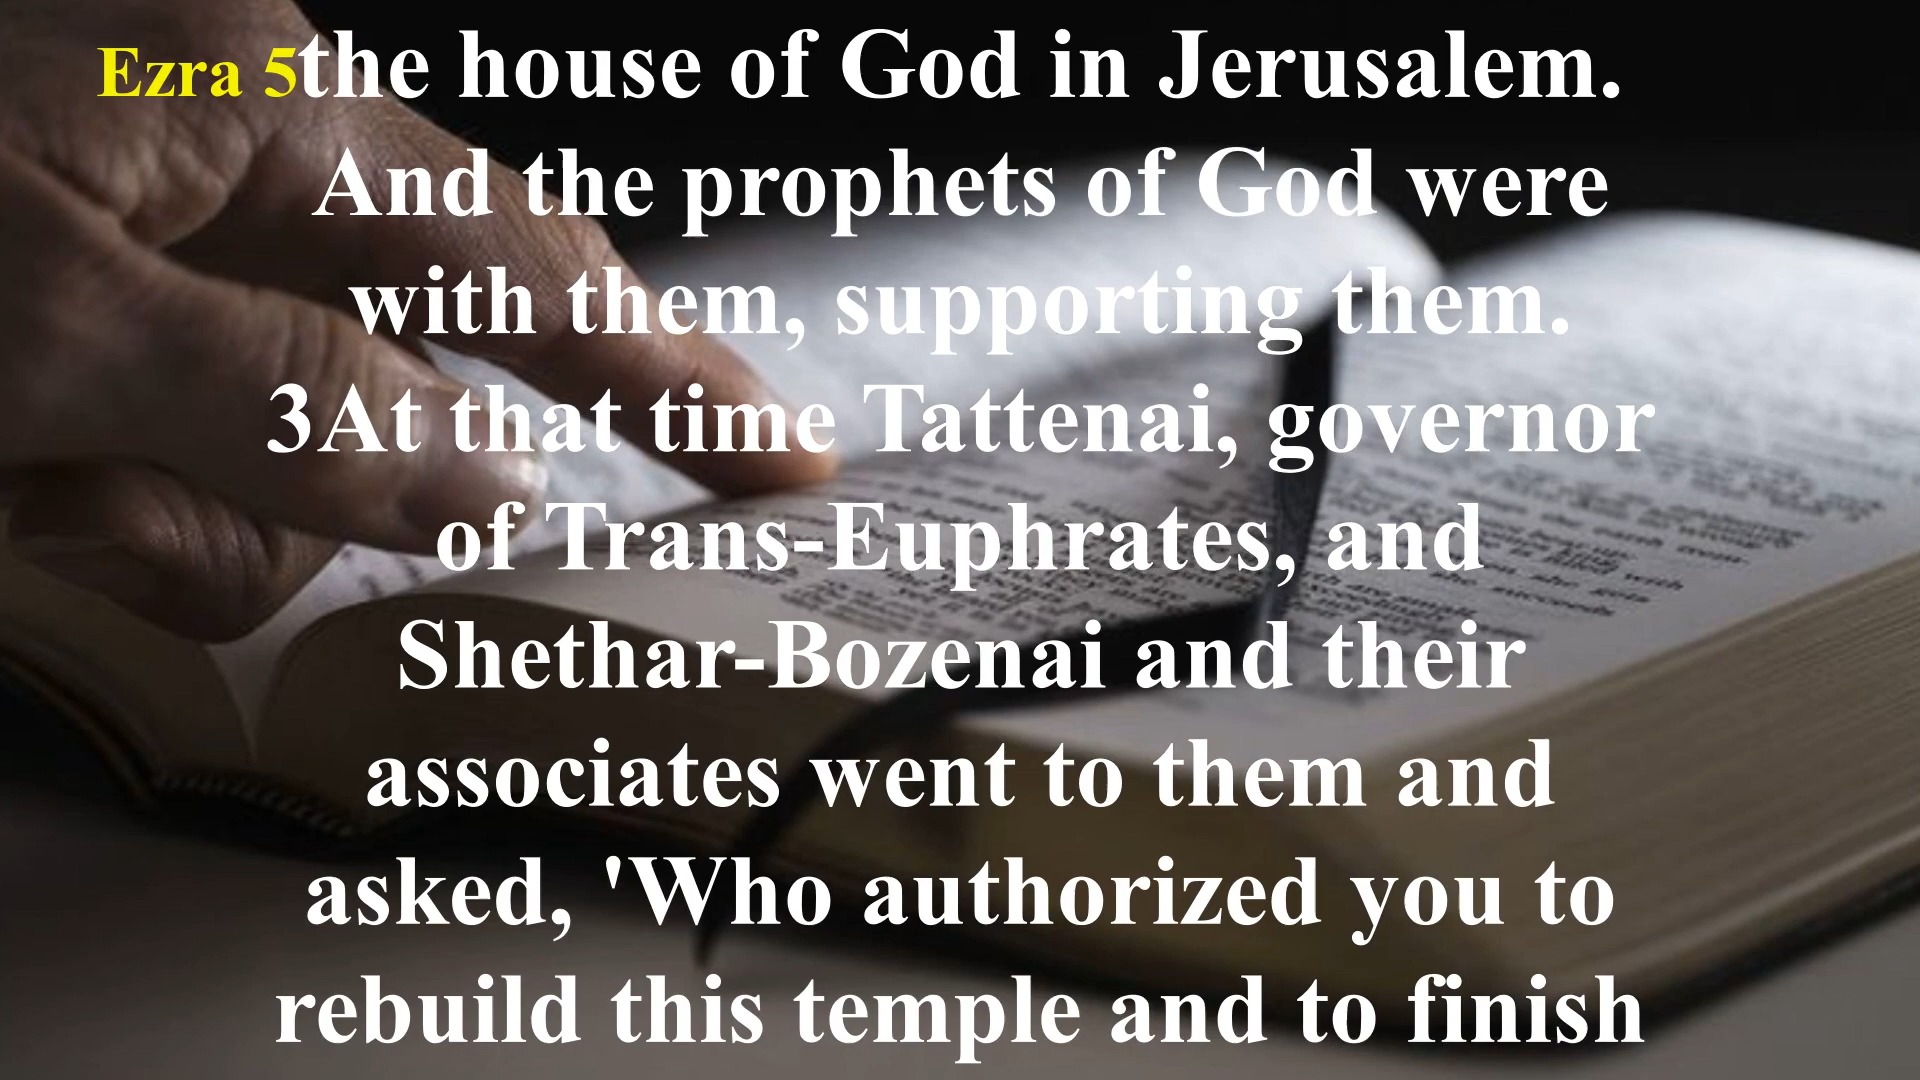 Ezra 5
the house of God in Jerusalem.
And the prophets of God were
with them, supporting them.
3At that time Tattenai, governor
of Trans-Euphrates, and
Shethar-Bozenai and their
associates went to them and
asked, 'Who authorized you to
rebuild this temple and to finish